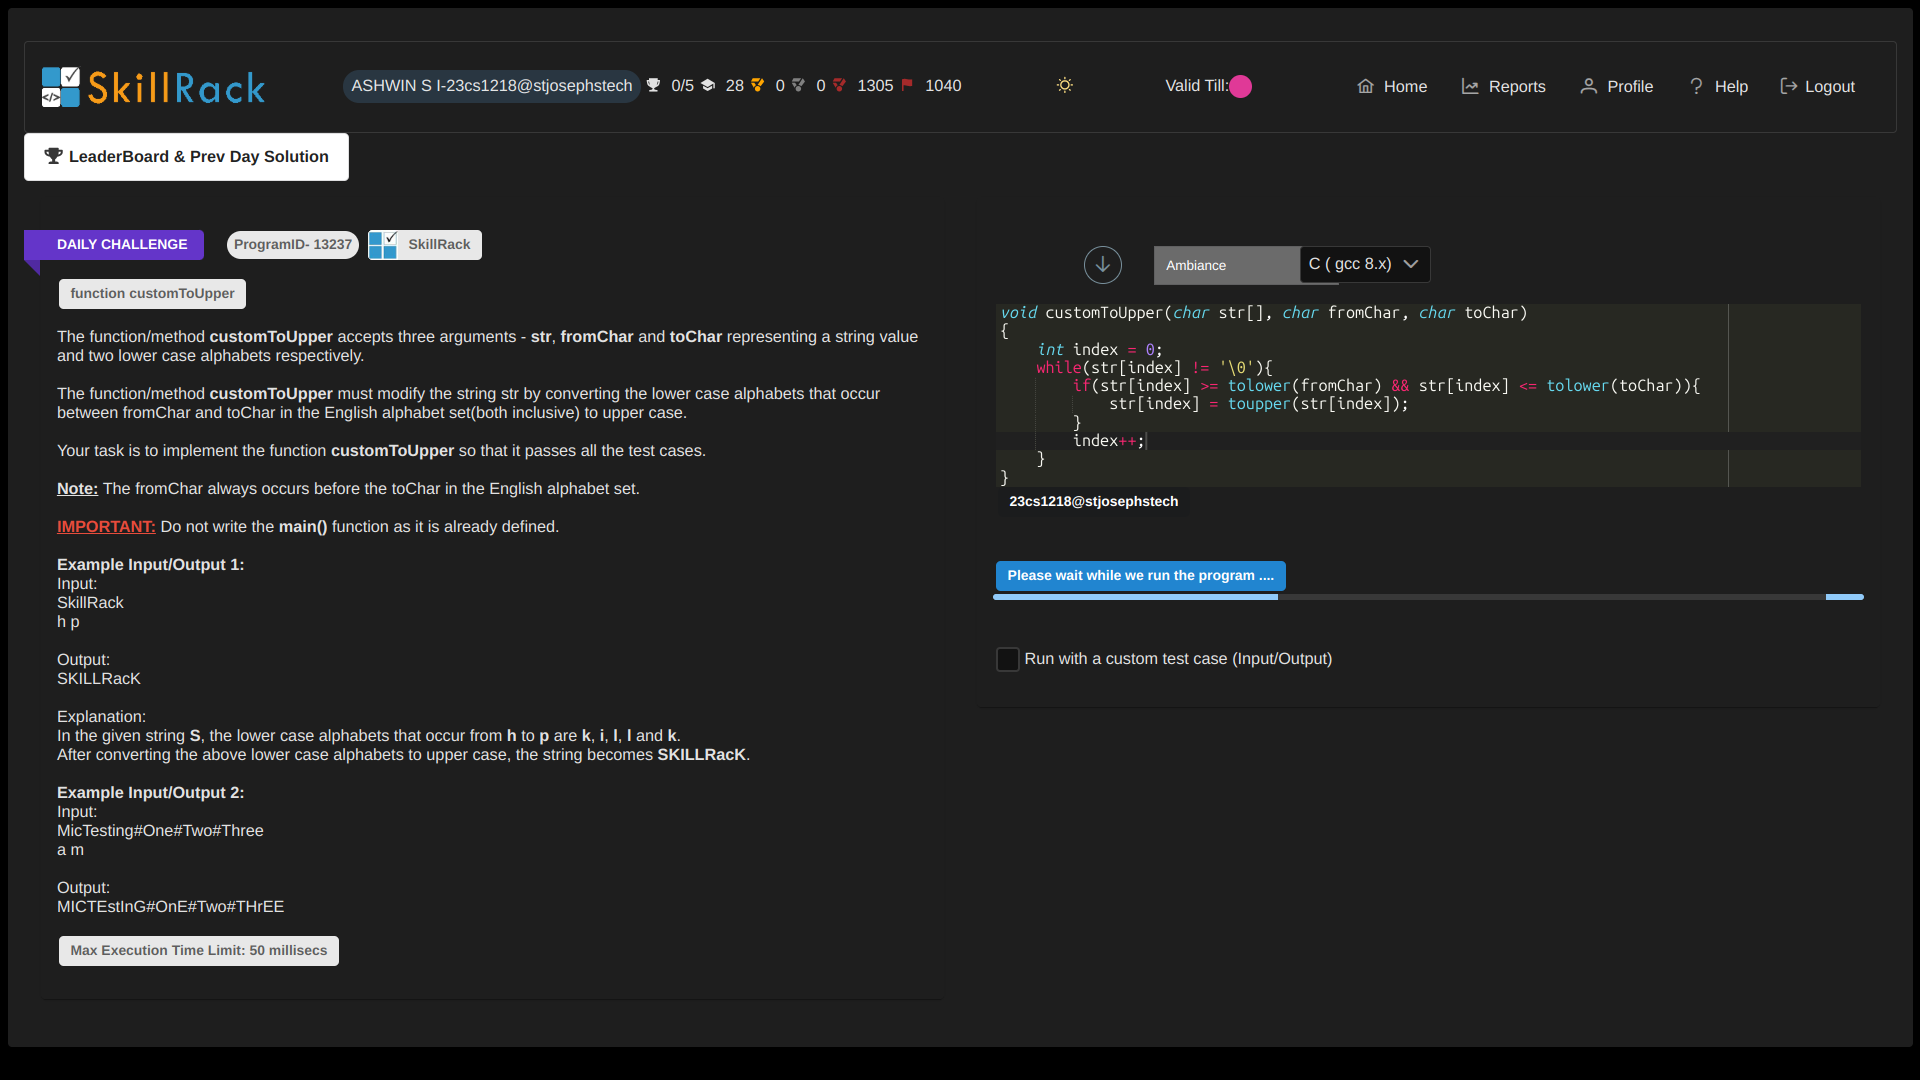 SkillRack
ASHWIN S I-23cs1218@stjosephstech 0/5 28 0 0 1305 1040
Valid Till:
Home
Reports
Profile
Help
Logout
LeaderBoard & Prev Day Solution
DAILY CHALLENGE
ProgramID- 13237
SkillRack
function customToUpper
The function/method customToUpper accepts three arguments - str, fromChar and toChar representing a string value
and two lower case alphabets respectively.
The function/method customToUpper must modify the string str by converting the lower case alphabets that occur
between fromChar and toChar in the English alphabet set(both inclusive) to upper case.
Your task is to implement the function customToUpper so that it passes all the test cases.
Note: The fromChar always occurs before the toChar in the English alphabet set.
IMPORTANT: Do not write the main() function as it is already defined.
Example Input/Output 1:
Input:
SkillRack
h p
Output:
SKILLRacK
Explanation:
In the given string S, the lower case alphabets that occur from h to p are k, i, l, l and k.
After converting the above lower case alphabets to upper case, the string becomes SKILLRacK.
Example Input/Output 2:
Input:
MicTesting#One#Two#Three
a m
Output:
MICTEstInG#OnE#Two#THrEE
Max Execution Time Limit: 50 millisecs
Ambiance
C ( gcc 8.x)
void customToUpper(char str[], char fromChar, char toChar)
{
    int index = 0;
    while(str[index] != '\0'){
        if(str[index] >= tolower(fromChar) && str[index] <= tolower(toChar)){
            str[index] = toupper(str[index]);
        }
        index++;
    }
}
23cs1218@stjosephstech
Please wait while we run the program ....
Run with a custom test case (Input/Output)